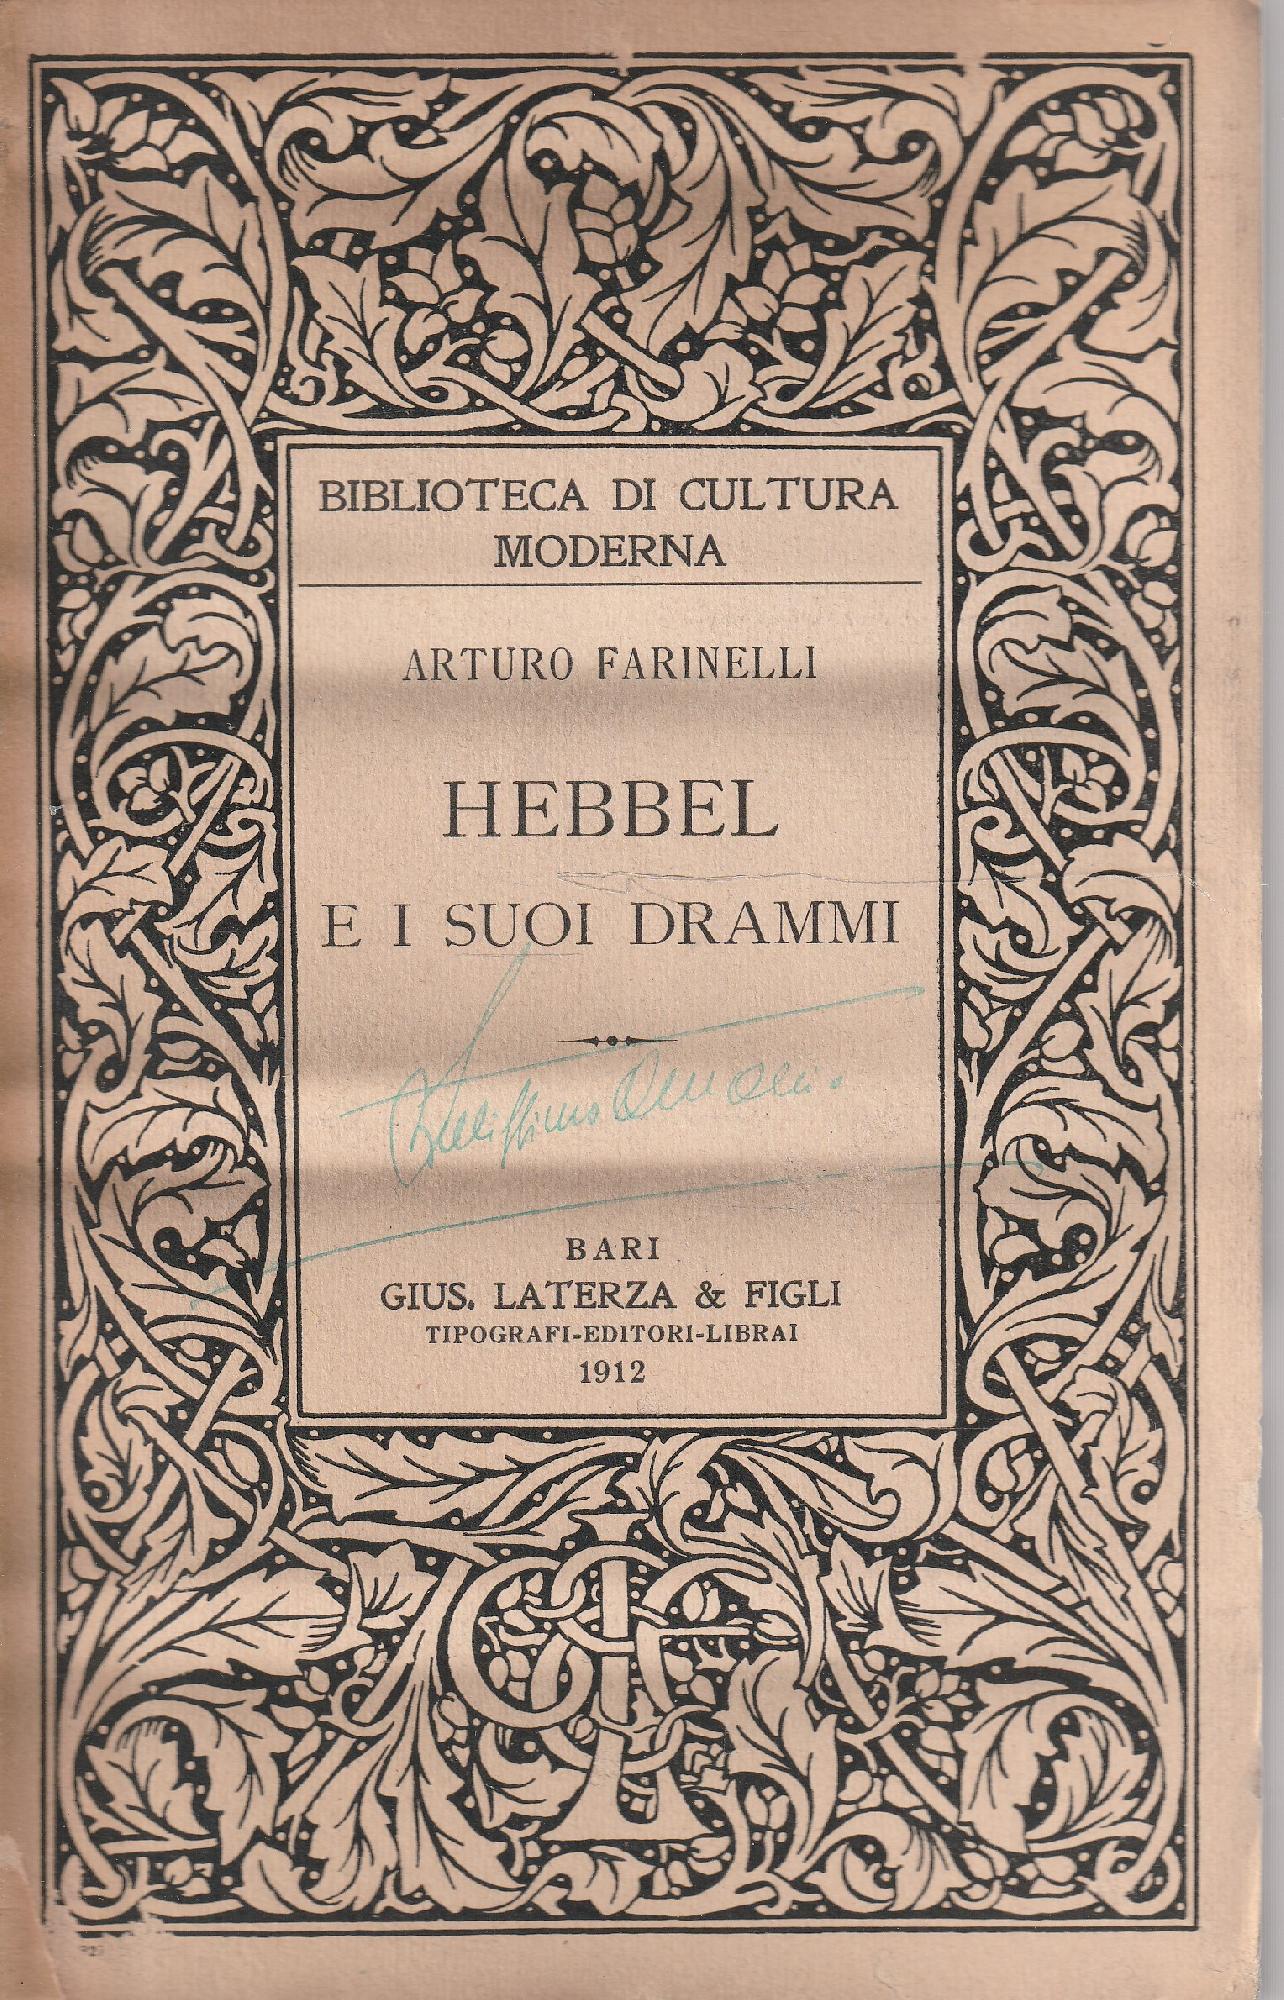 BIBLIOTECA DI CULTURA
MODERNA
ARTURO FARINELLI
HEBBEL
E I SUOI DRAMMI
BARI
GIUS. LATERZA & FIGLI
TIPOGRAFI-EDITORI-LIBRAI
1912